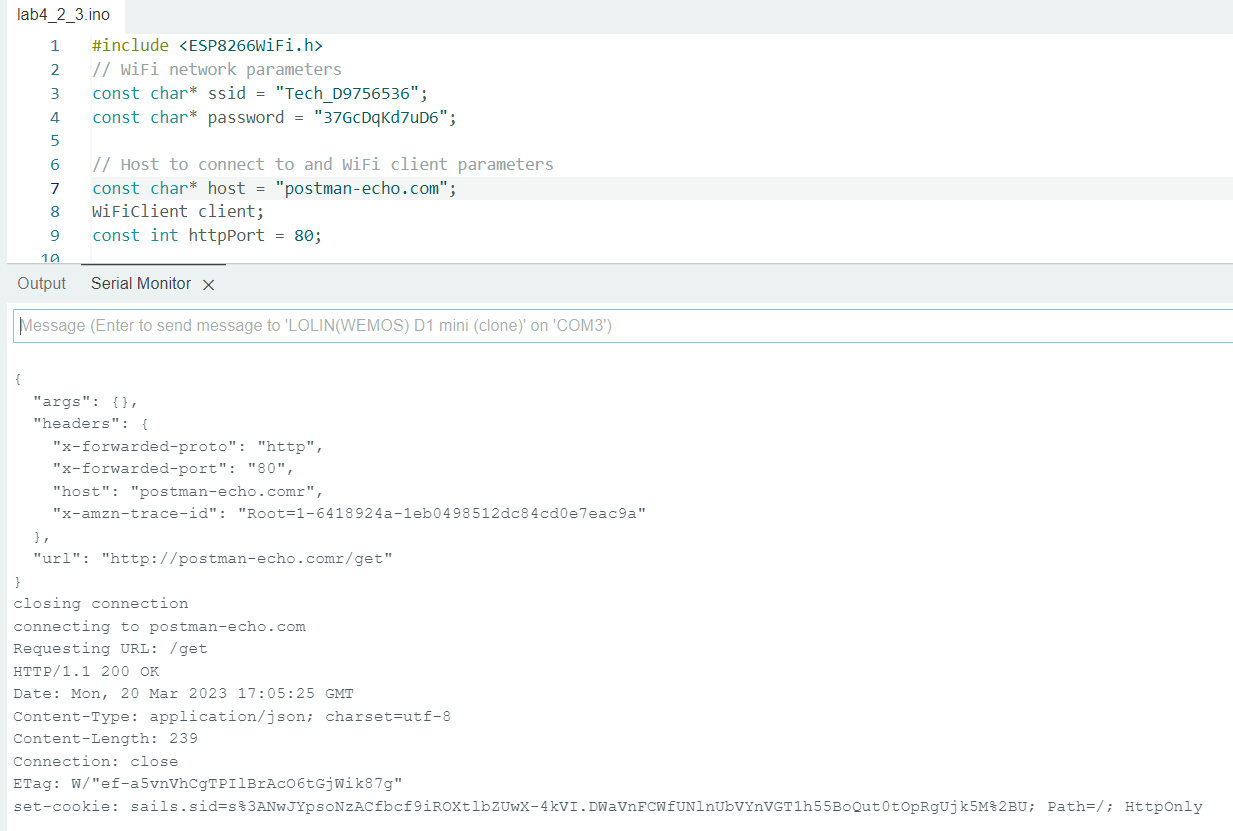 lab4_2_3.ino
1 #include <ESP8266WiFi.h>
2 // WiFi network parameters
3 const char* ssid = "Tech_D9756536";
4 const char* password = "37GcDqKd7uD6";
5
6 // Host to connect to and WiFi client parameters
7 const char* host = "postman-echo.com";
8 WiFiClient client;
9 const int httpPort = 80;
10
Output Serial Monitor
Message (Enter to send message to 'LOLIN(WEMOS) D1 mini (clone)' on 'COM3')
{
"args": {},
"headers": {
"x-forwarded-proto": "http",
"x-forwarded-port": "80",
"host": "postman-echo.comr",
"x-amzn-trace-id": "Root=1-6418924a-1eb0498512dc84cd0e7eac9a"
},
"url": "http://postman-echo.comr/get"
}
closing connection
connecting to postman-echo.com
Requesting URL: /get
HTTP/1.1 200 OK
Date: Mon, 20 Mar 2023 17:05:25 GMT
Content-Type: application/json; charset=utf-8
Content-Length: 239
Connection: close
ETag: W/"ef-a5vnVhCgTPIlBrAcO6tGjWik87g"
set-cookie: sails.sid=s%3ANwJYpsoNzACfbcf9iROXtlbZUwX-4kVI.DWaVnFCWfUNlnUbVYnVGT1h55BoQut0tOpRgUjk5M%2BU; Path=/; HttpOnly